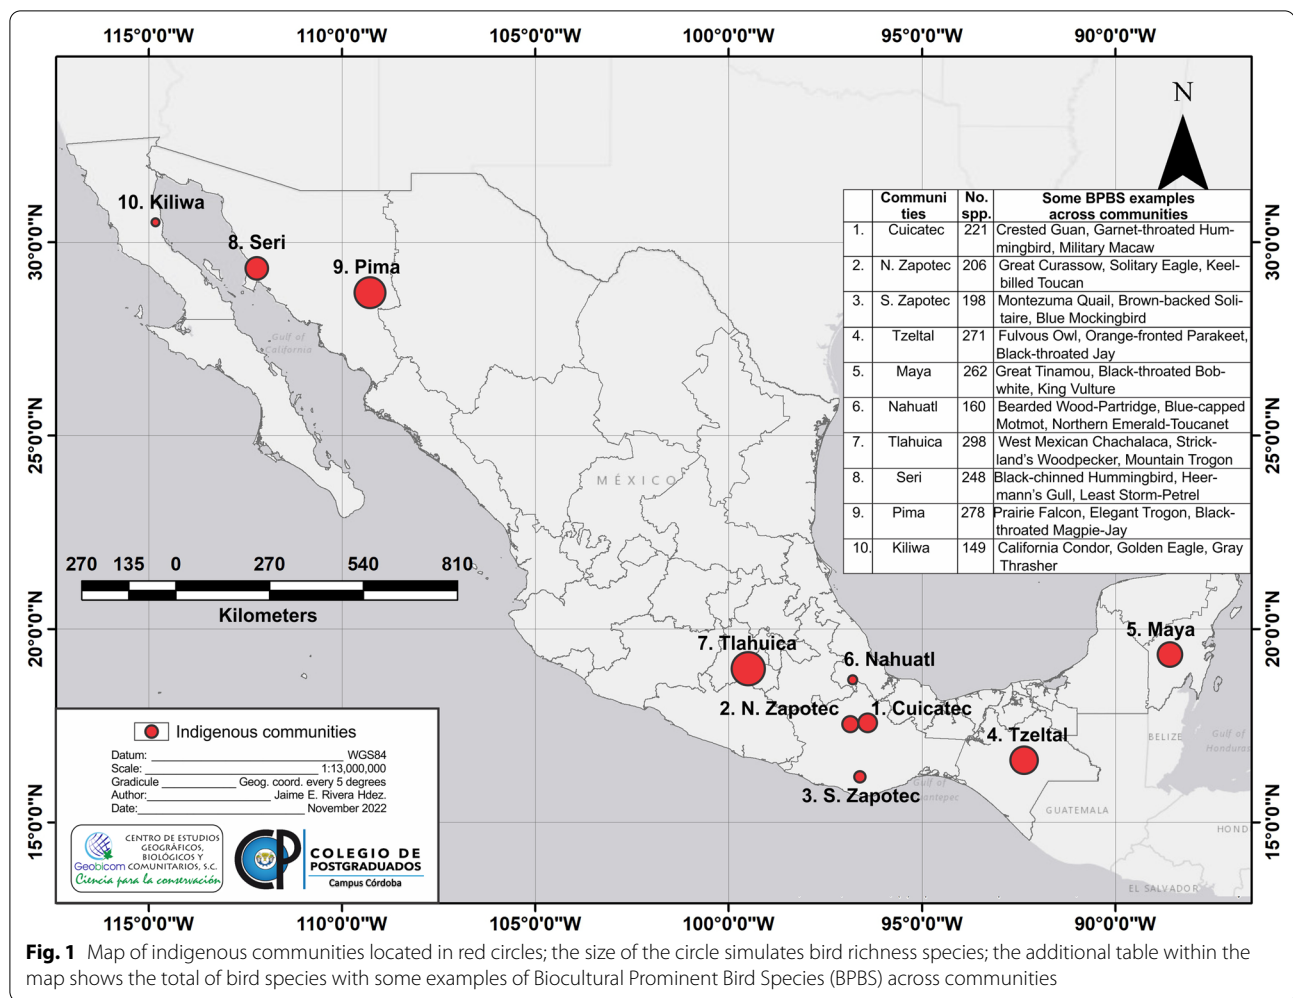 115°0'0"W 110°0'0"W 105°0'0"W 100°0'0"W 95°0'0"W 90°0'0"W
N
30°0'0"N
25°0'0"N
20°0'0"N
15°0'0"N
30°0'0"N
25°0'0"N
20°0'0"N
15°0'0"N
10. Kiliwa
8. Seri
9. Pima
Gulf of
California
MÉXICO
Communi No. Some BPBS examples
ties spp. across communities
1. Cuicatec 221 Crested Guan, Garnet-throated Hum-
mingbird, Military Macaw
2. N. Zapotec 206 Great Curassow, Solitary Eagle, Keel-
billed Toucan
3. S. Zapotec 198 Montezuma Quail, Brown-backed Soli-
taire, Blue Mockingbird
4. Tzeltal 271 Fulvous Owl, Orange-fronted Parakeet,
Black-throated Jay
5. Maya 262 Great Tinamou, Black-throated Bob-
white, King Vulture
6. Nahuatl 160 Bearded Wood-Partridge, Blue-capped
Motmot, Northern Emerald-Toucanet
7. Tlahuica 298 West Mexican Chachalaca, Strick-
land's Woodpecker, Mountain Trogon
8. Seri 248 Black-chinned Hummingbird, Heer-
mann's Gull, Least Storm-Petrel
9. Pima 278 Prairie Falcon, Elegant Trogon, Black-
throated Magpie-Jay
10. Kiliwa 149 California Condor, Golden Eagle, Gray
Thrasher
270 135 0 270 540 810
Kilometers
7. Tlahuica
6. Nahuatl
5. Maya
2. N. Zapotec
1. Cuicatec
4. Tzeltal
3. S. Zapotec
BELIZE
Gulf of
Honduras
GUATEMALA
HOND
EL SALVADOR
Indigenous communities
Datum: WGS84
Scale: 1:13,000,000
Gradicule Geog. coord. every 5 degrees
Author: Jaime E. Rivera Hdez.
Date: November 2022
Geobicom
CENTRO DE ESTUDIOS
GEOGRÁFICOS,
BIOLÓGICOS Y
COMUNITARIOS, S.C.
Ciencia para la conservación
CP
COLEGIO DE
POSTGRADUADOS
Campus Córdoba
115°0'0"W 110°0'0"W 105°0'0"W 100°0'0"W 95°0'0"W 90°0'0"W
Fig. 1 Map of indigenous communities located in red circles; the size of the circle simulates bird richness species; the additional table within the
map shows the total of bird species with some examples of Biocultural Prominent Bird Species (BPBS) across communities